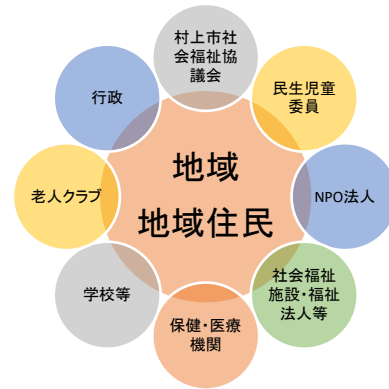 村上市社
会福祉協
議会
民生児童
委員
NPO法人
社会福祉
施設・福祉
法人等
保健・医療
機関
学校等
老人クラブ
行政
地域
地域住民